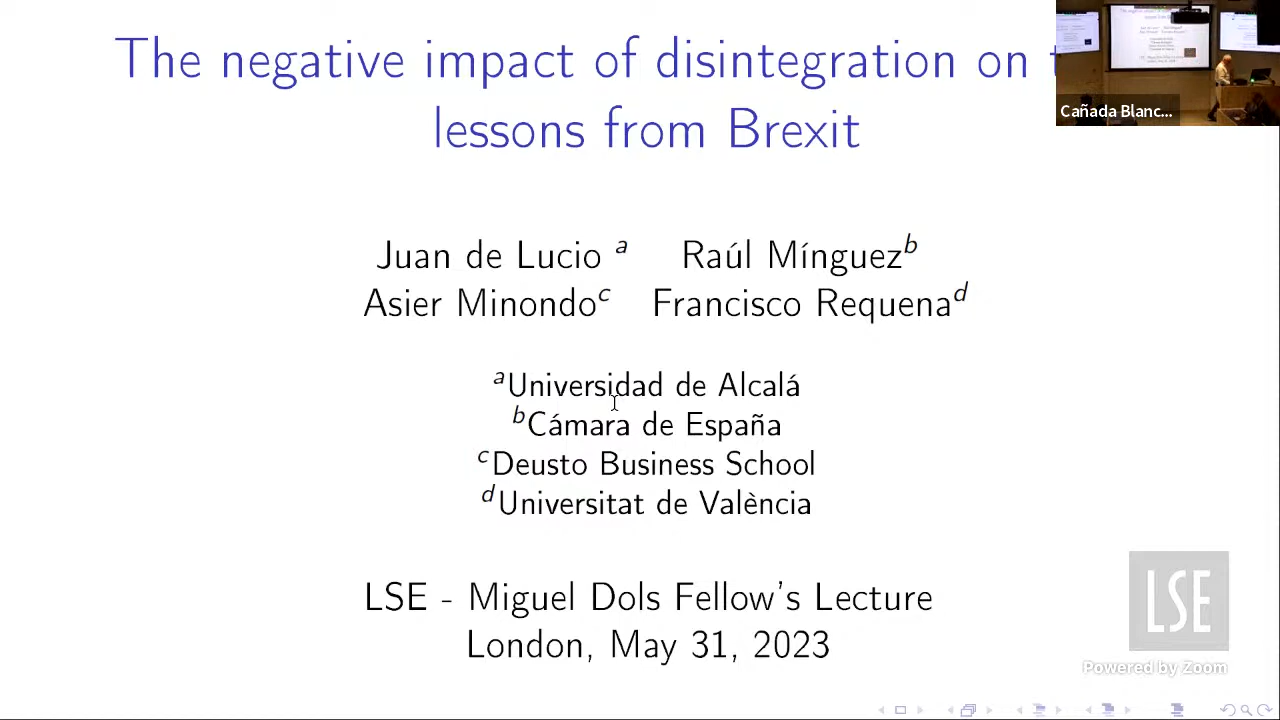 The negative impact of disintegration on
lessons from Brexit
Cañada Blanc...
Juan de Lucio a Raúl Mínguez b
Asier Minondo c Francisco Requena d
a Universidad de Alcalá
b Cámara de España
c Deusto Business School
d Universitat de València
LSE - Miguel Dols Fellow's Lecture
London, May 31, 2023
LSE
Powered by Zoom